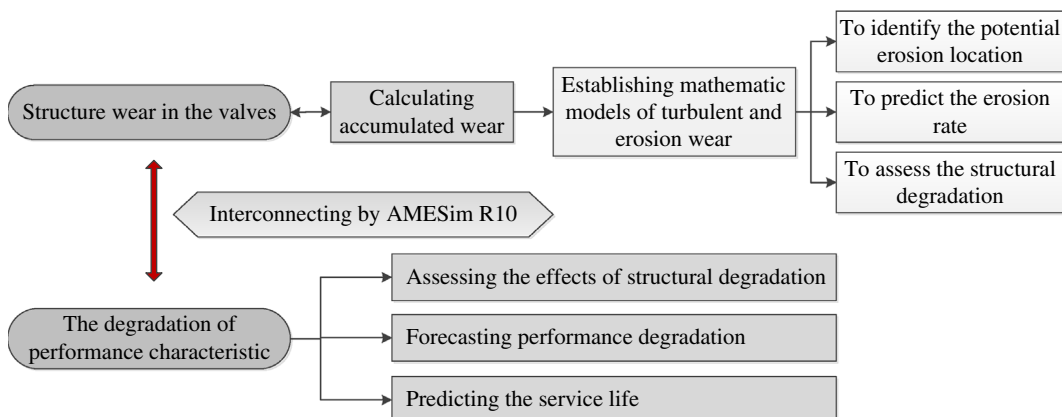 To identify the potential
erosion location
Structure wear in the valves
Calculating
accumulated wear
Establishing mathematic
models of turbulent and
erosion wear
To predict the erosion
rate
To assess the structural
degradation
Interconnecting by AMESim R10
The degradation of
performance characteristic
Assessing the effects of structural degradation
Forecasting performance degradation
Predicting the service life